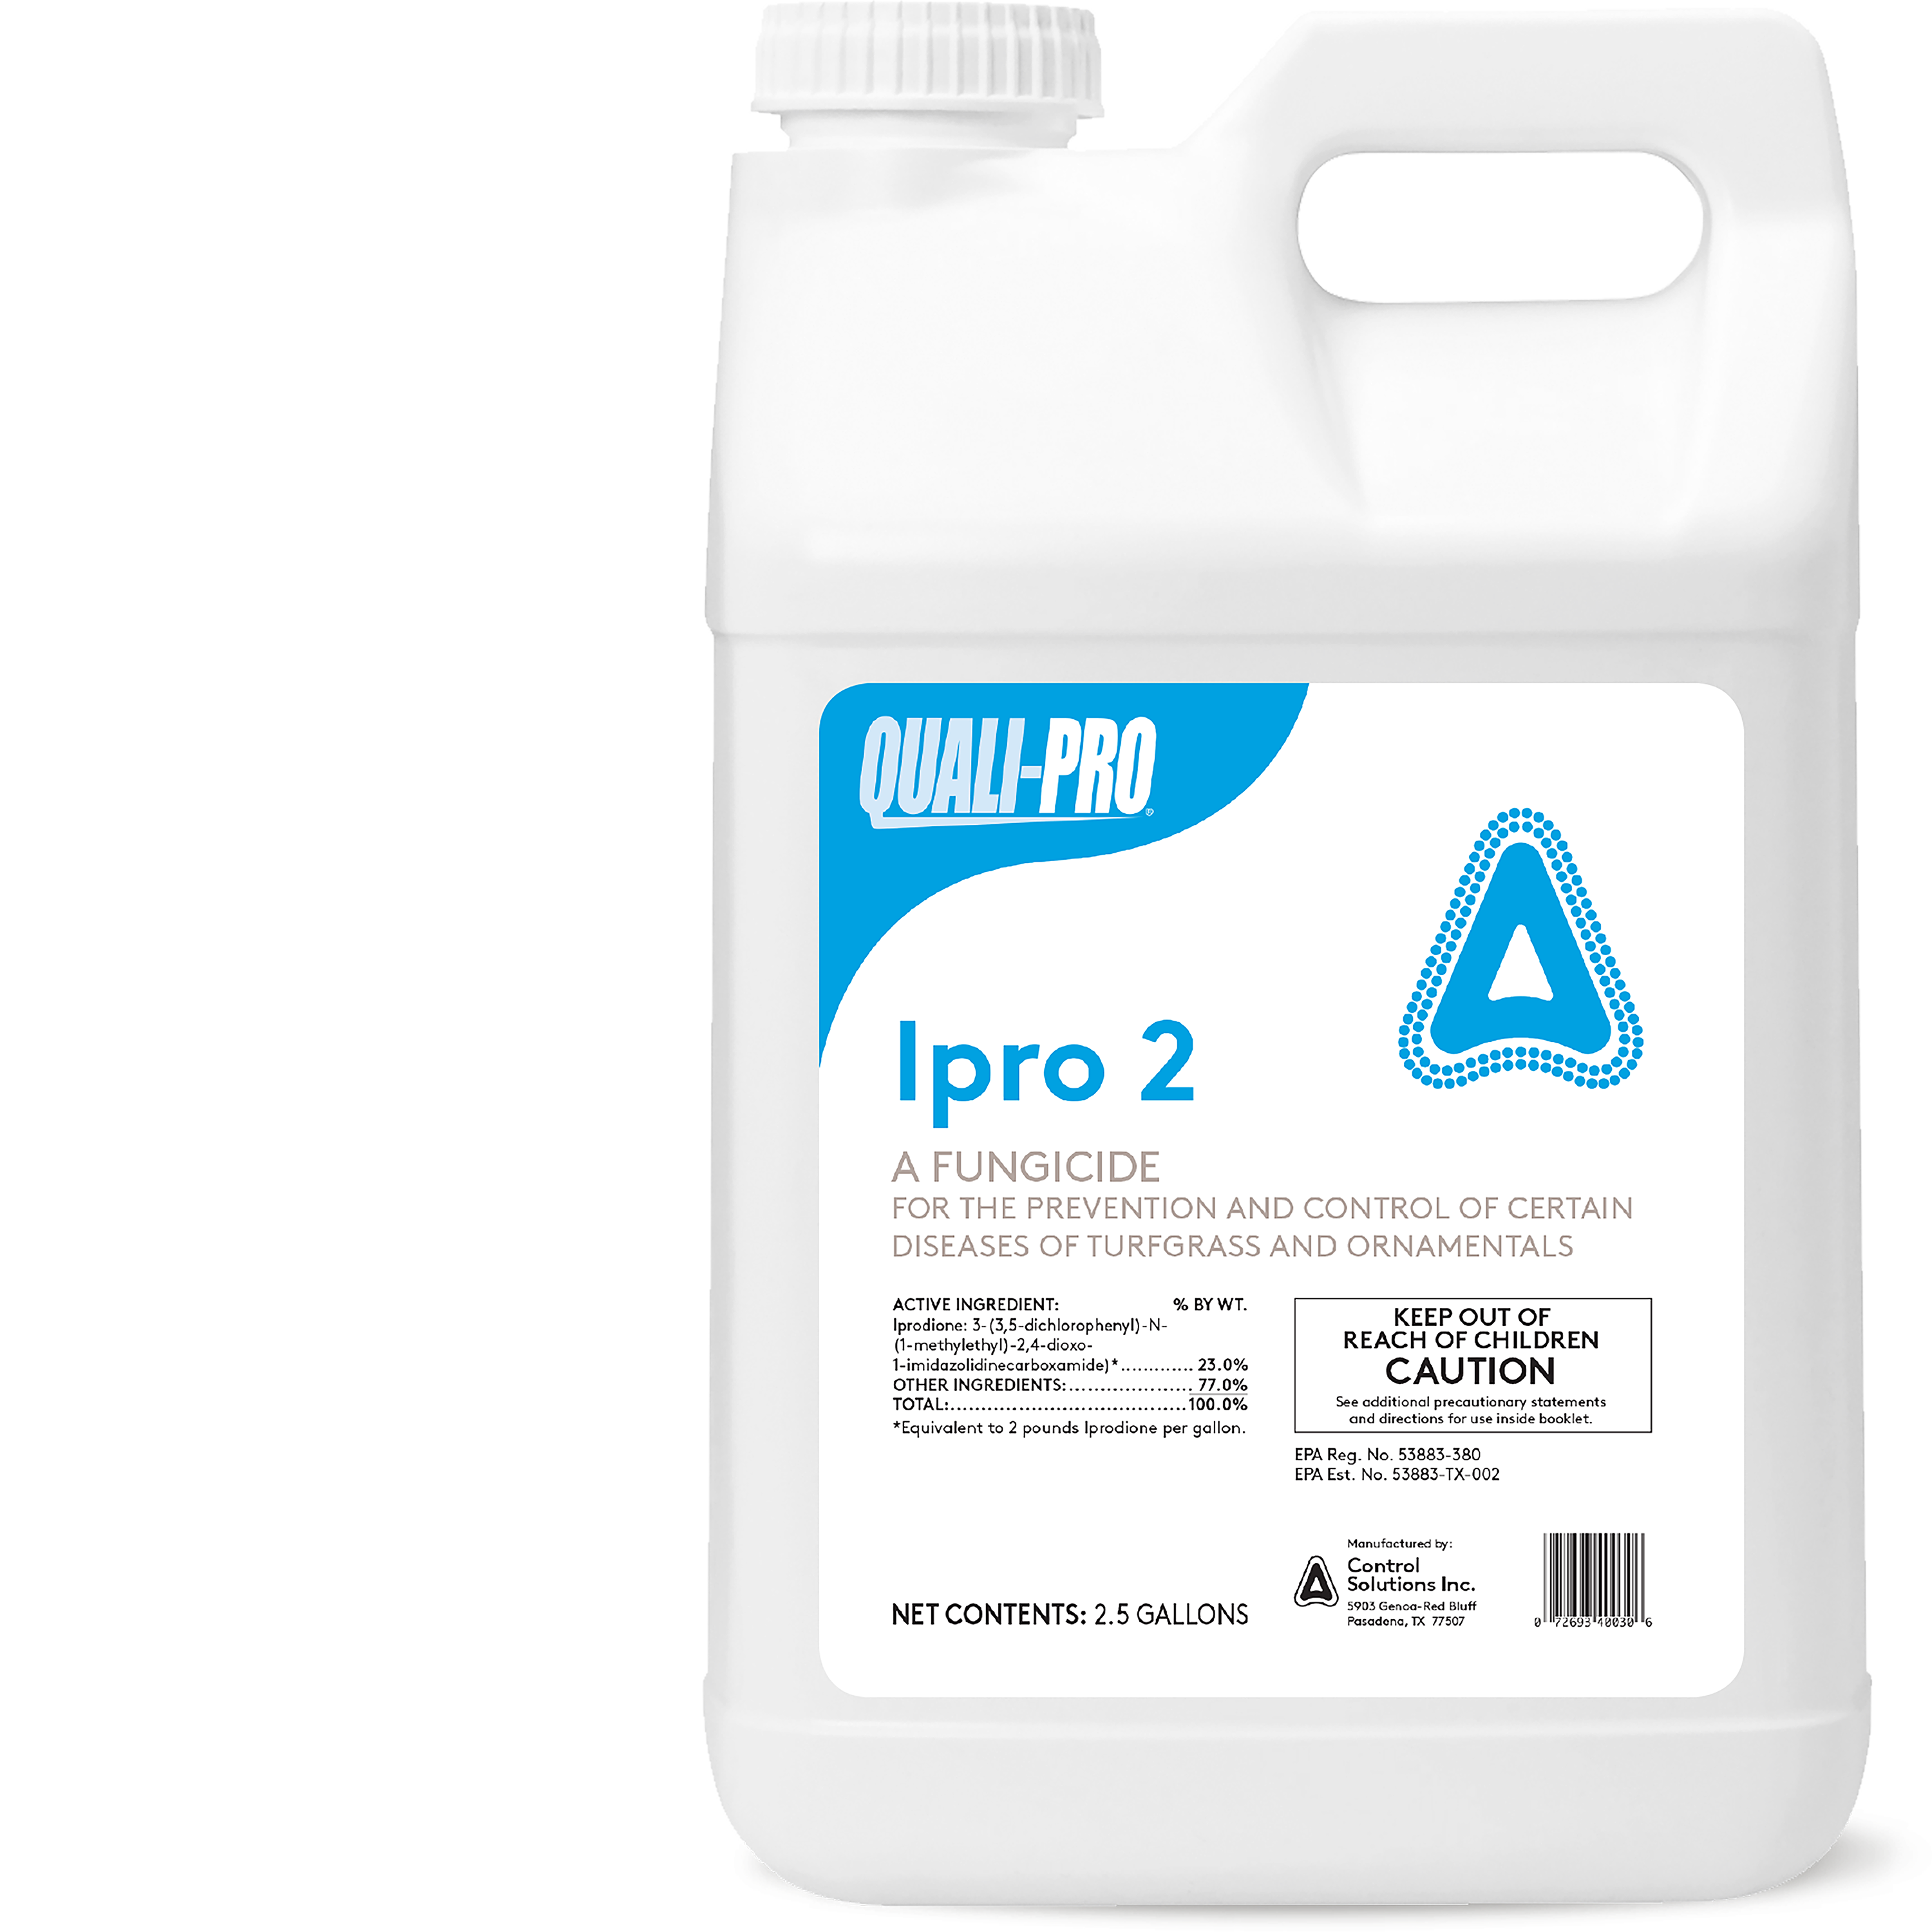 QUALI-PRO®
Ipro 2
A FUNGICIDE
FOR THE PREVENTION AND CONTROL OF CERTAIN
DISEASES OF TURFGRASS AND ORNAMENTALS
ACTIVE INGREDIENT: % BY WT.
Iprodione: 3-(3,5-dichlorophenyl)-N-
(1-methylethyl)-2,4-dioxo-
1-imidazolidinecarboxamide)*............ 23.0%
OTHER INGREDIENTS:.................... 77.0%
TOTAL:......................................100.0%
*Equivalent to 2 pounds Iprodione per gallon.
KEEP OUT OF
REACH OF CHILDREN
CAUTION
See additional precautionary statements
and directions for use inside booklet.
EPA Reg. No. 53883-380
EPA Est. No. 53883-TX-002
NET CONTENTS: 2.5 GALLONS
Manufactured by:
Control
Solutions Inc.
5903 Genoa-Red Bluff
Pasadena, TX 77507
0 72693 40030 6